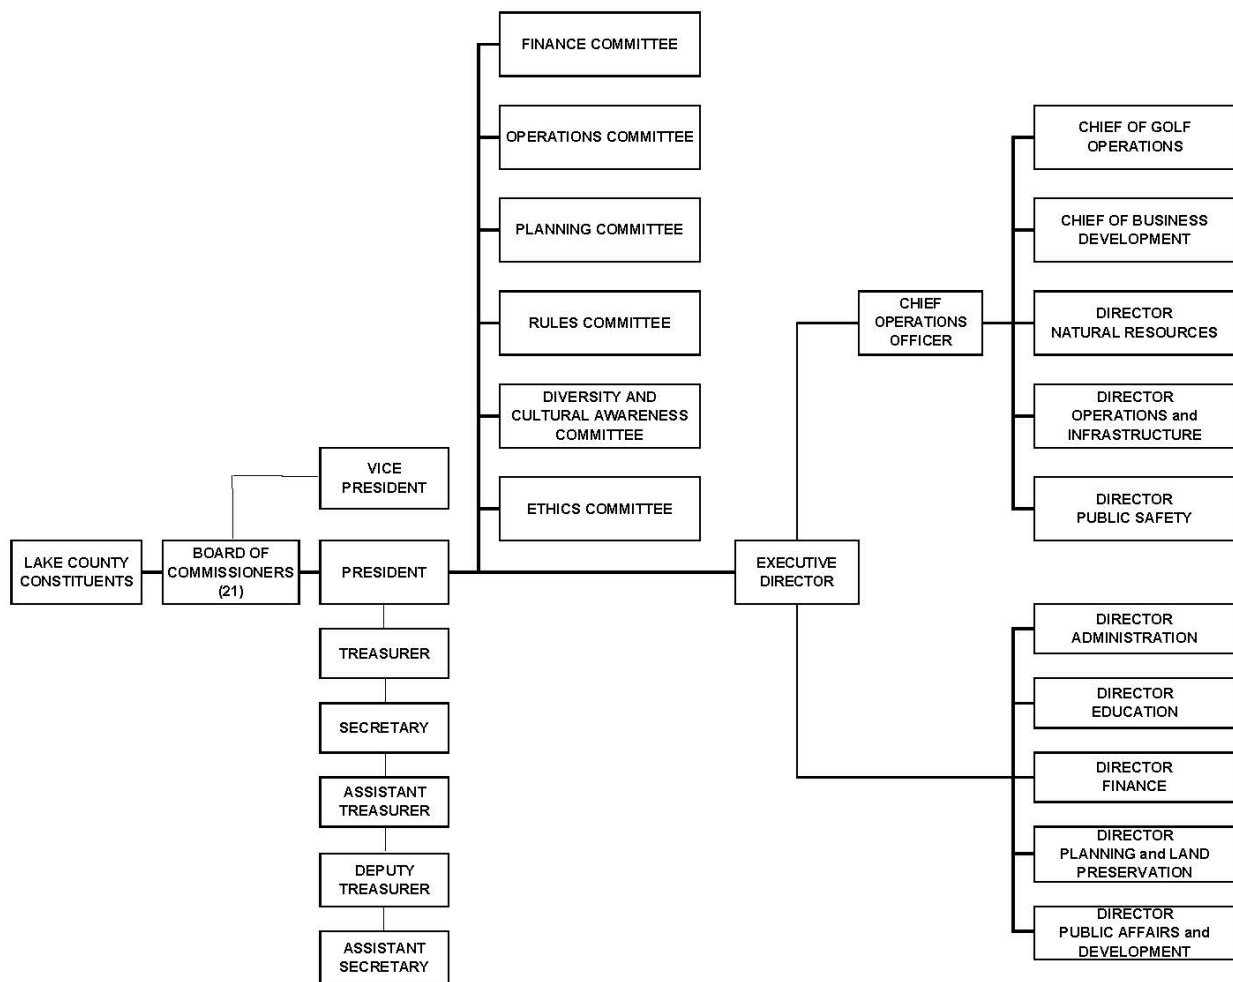 FINANCE COMMITTEE
OPERATIONS COMMITTEE
PLANNING COMMITTEE
RULES COMMITTEE
DIVERSITY AND
CULTURAL AWARENESS
COMMITTEE
ETHICS COMMITTEE
VICE
PRESIDENT
LAKE COUNTY
CONSTITUENTS
BOARD OF
COMMISSIONERS
(21)
PRESIDENT
TREASURER
SECRETARY
ASSISTANT
TREASURER
DEPUTY
TREASURER
ASSISTANT
SECRETARY
EXECUTIVE
DIRECTOR
CHIEF
OPERATIONS
OFFICER
CHIEF OF GOLF
OPERATIONS
CHIEF OF BUSINESS
DEVELOPMENT
DIRECTOR
NATURAL RESOURCES
DIRECTOR
OPERATIONS and
INFRASTRUCTURE
DIRECTOR
PUBLIC SAFETY
DIRECTOR
ADMINISTRATION
DIRECTOR
EDUCATION
DIRECTOR
FINANCE
DIRECTOR
PLANNING and LAND
PRESERVATION
DIRECTOR
PUBLIC AFFAIRS and
DEVELOPMENT